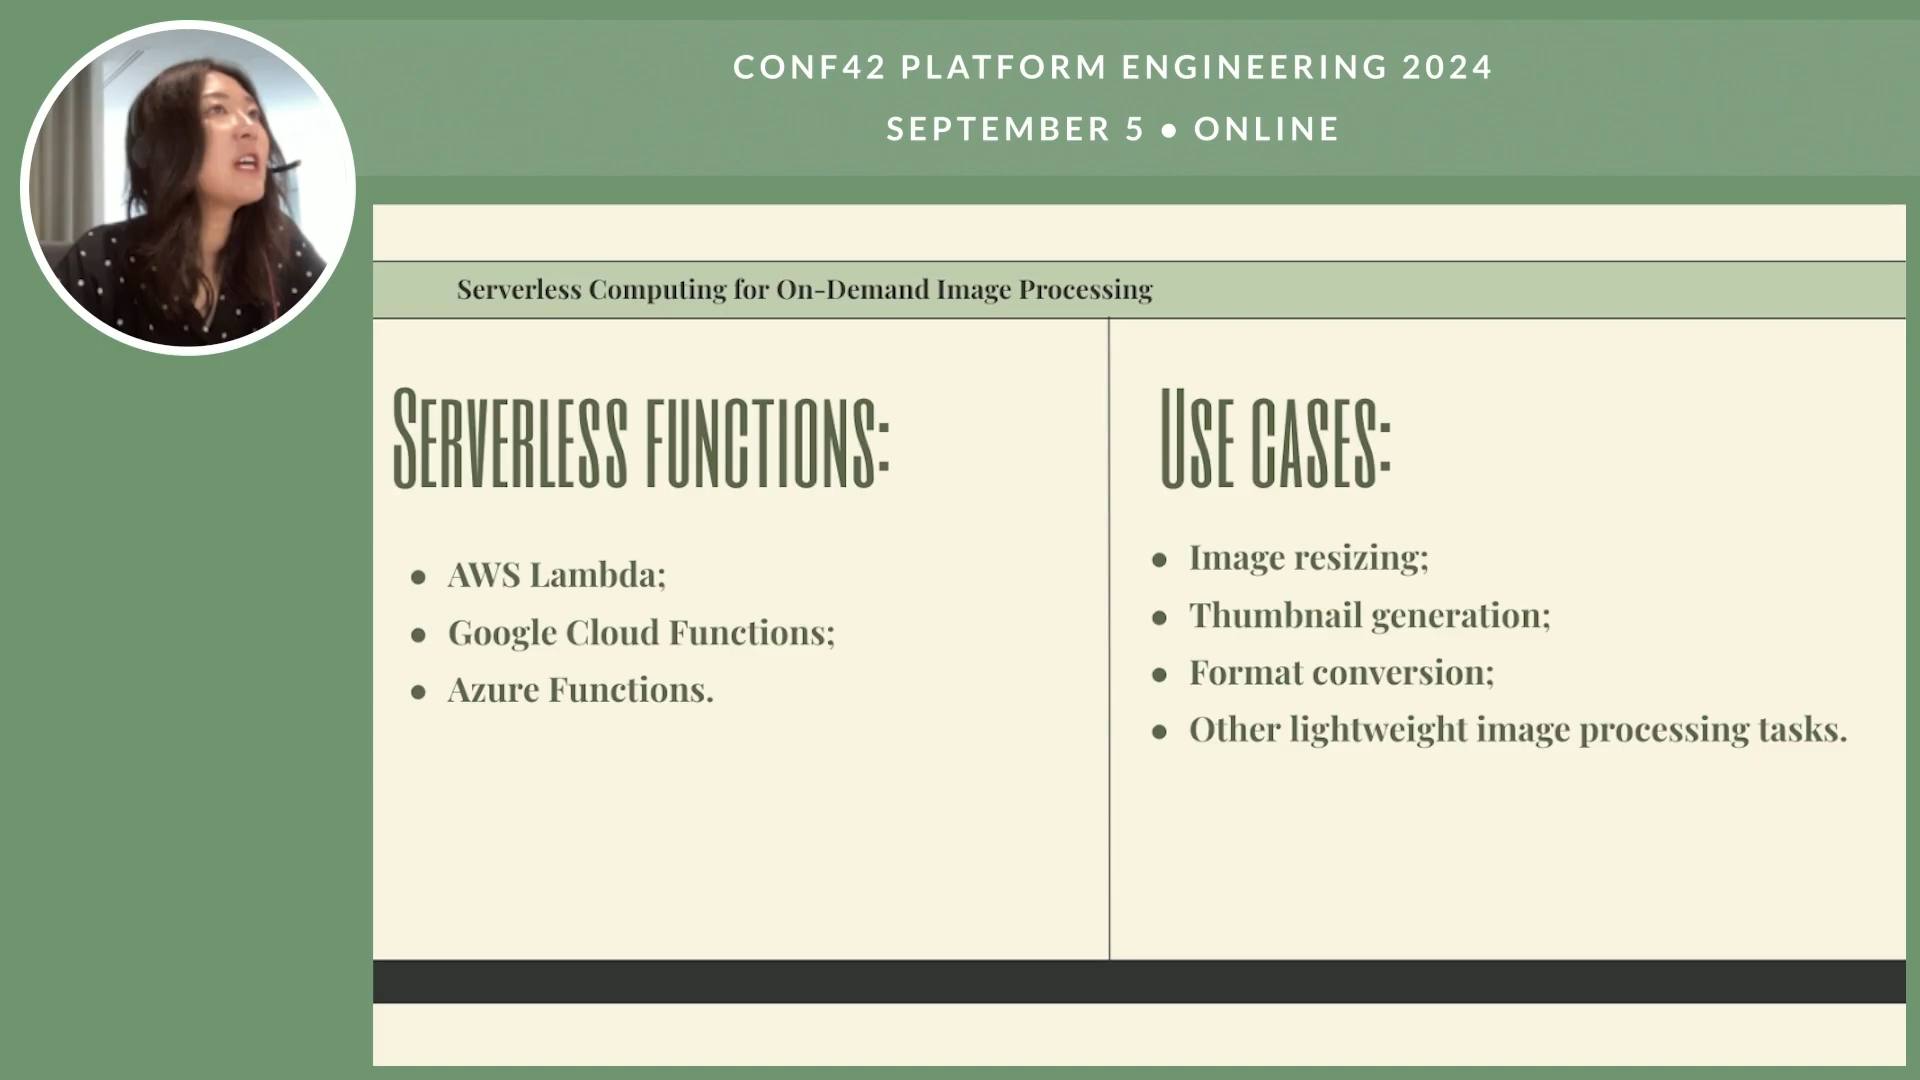 CONF42 PLATFORM ENGINEERING 2024
SEPTEMBER 5 • ONLINE
Serverless Computing for On-Demand Image Processing
Serverless functions:
• AWS Lambda;
• Google Cloud Functions;
• Azure Functions.
Use cases:
• Image resizing;
• Thumbnail generation;
• Format conversion;
• Other lightweight image processing tasks.